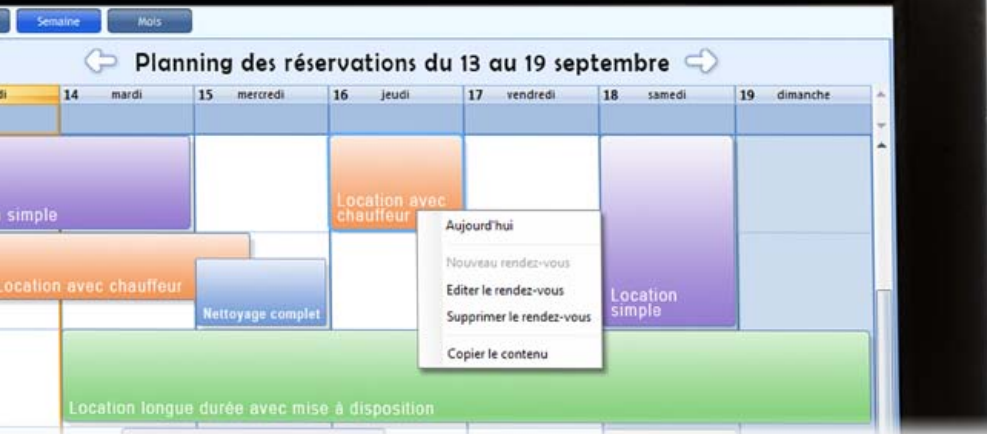 Semaine Mois
Planning des réservations du 13 au 19 septembre
di 14 mardi 15 mercredi 16 jeudi 17 vendredi 18 samedi 19 dimanche
simple
Location avec
chauffeur
Aujourd'hui
Nouveau rendez-vous
Editer le rendez-vous
Supprimer le rendez-vous
Copier le contenu
Location
simple
Location avec chauffeur
Nettoyage complet
Location longue durée avec mise à disposition